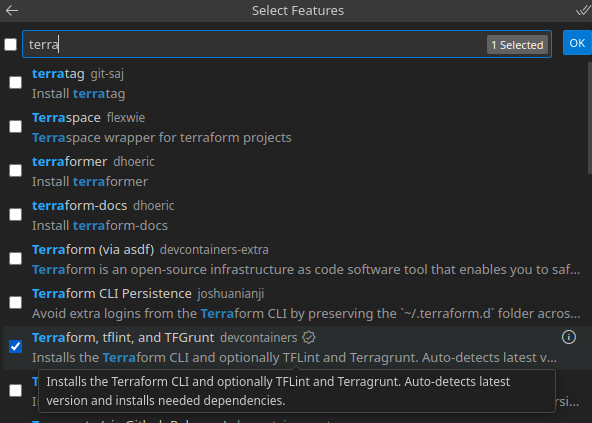 Select Features
terra
1 Selected
OK
terratag git-saj
Install terratag
Terraspace flexwie
Terraspace wrapper for terraform projects
terraformer dhoeric
Install terraformer
terraform-docs dhoeric
Install terraform-docs
Terraform (via asdf) devcontainers-extra
Terraform is an open-source infrastructure as code software tool that enables you to saf...
Terraform CLI Persistence joshuanianji
Avoid extra logins from the Terraform CLI by preserving the `~/.terraform.d` folder acros...
Terraform, tflint, and TFGrunt devcontainers
Installs the Terraform CLI and optionally TFLint and Terragrunt. Auto-detects latest v...
Installs the Terraform CLI and optionally TFLint and Terragrunt. Auto-detects latest
version and installs needed dependencies.